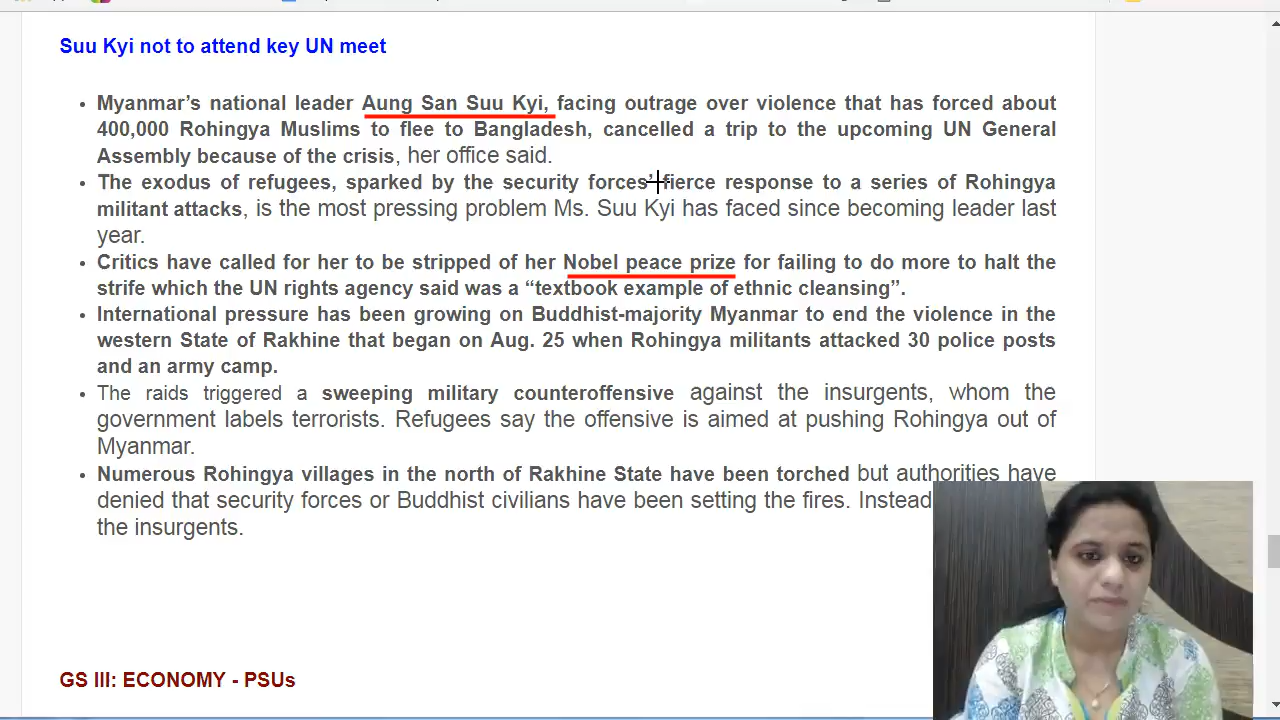 Suu Kyi not to attend key UN meet
• Myanmar’s national leader Aung San Suu Kyi, facing outrage over violence that has forced about
400,000 Rohingya Muslims to flee to Bangladesh, cancelled a trip to the upcoming UN General
Assembly because of the crisis, her office said.
• The exodus of refugees, sparked by the security forces’ fierce response to a series of Rohingya
militant attacks, is the most pressing problem Ms. Suu Kyi has faced since becoming leader last
year.
• Critics have called for her to be stripped of her Nobel peace prize for failing to do more to halt the
strife which the UN rights agency said was a “textbook example of ethnic cleansing”.
• International pressure has been growing on Buddhist-majority Myanmar to end the violence in the
western State of Rakhine that began on Aug. 25 when Rohingya militants attacked 30 police posts
and an army camp.
• The raids triggered a sweeping military counteroffensive against the insurgents, whom the
government labels terrorists. Refugees say the offensive is aimed at pushing Rohingya out of
Myanmar.
• Numerous Rohingya villages in the north of Rakhine State have been torched but authorities have
denied that security forces or Buddhist civilians have been setting the fires. Instead
the insurgents.
GS III: ECONOMY - PSUs